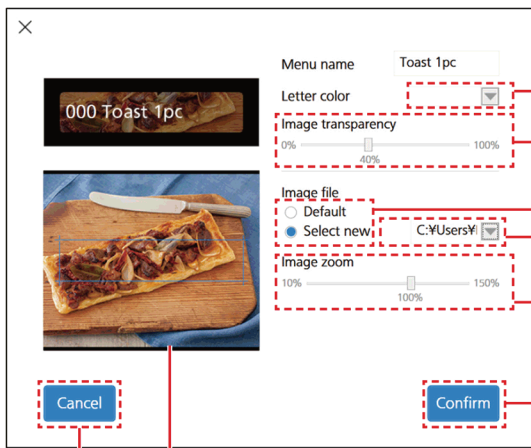 Menu name
Toast 1pc
Letter color
000 Toast 1pc
Image transparency
0%
100%
40%
Image file
Default
Select new
C:¥Users¥
Image zoom
10%
150%
100%
Cancel
Confirm